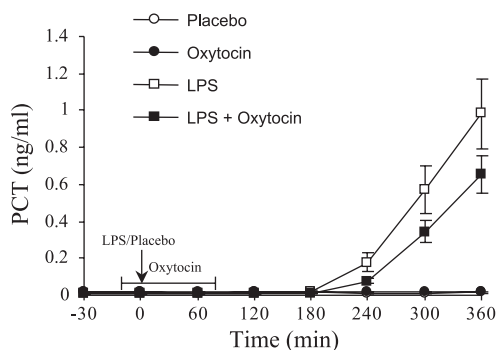 Placebo
Oxytocin
LPS
LPS + Oxytocin
PCT (ng/ml)
1.4
1.2
1
0.8
0.6
0.4
0.2
0
LPS/Placebo
Oxytocin
-30 0 60 120 180 240 300 360
Time (min)